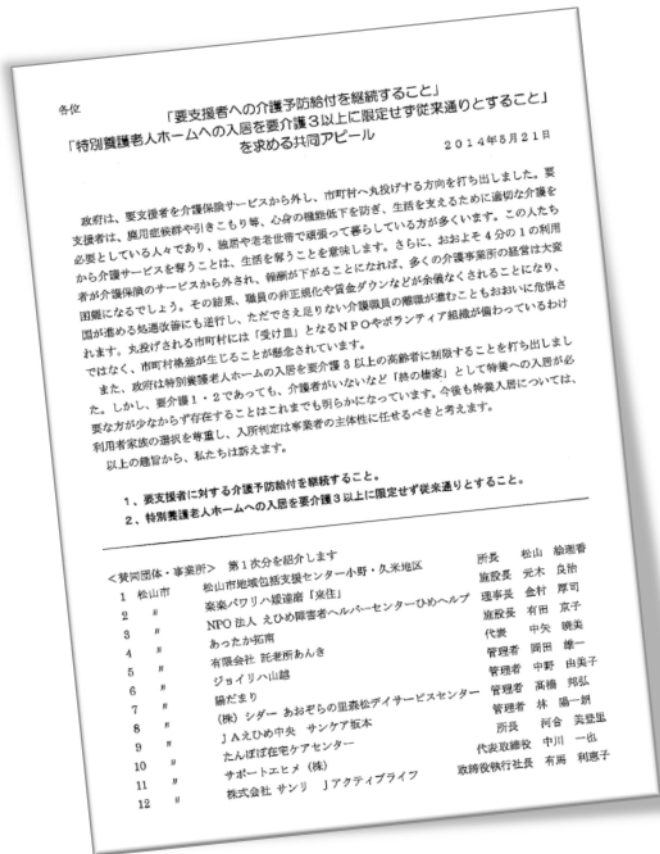 各位
「要支援者への介護予防給付を継続すること」
「特別養護老人ホームへの入居を要介護3以上に限定せず従来通りとすること」
を求める共同アピール
2014年5月21日
政府は、要支援者を介護保険サービスから外し、市町村へ丸投げする方向を打ち出しました。要
支援者は、廃用症候群や引きこもり等、心身の機能低下を防ぎ、生活を支えるために適切な介護を
必要としている人々であり、独居や老老世帯で頑張って暮らしている方が多くいます。この人たち
から介護サービスを奪うことは、生活を奪うことを意味します。さらに、おおよそ4分の1の利用
者が介護保険のサービスから外され、報酬が下がることになれば、多くの介護事業所の経営は大変
困難になるでしょう。その結果、職員の非正規化や賃金ダウンなどが余儀なくされることになり、
国が進める処遇改善にも逆行し、ただでさえ足りない介護職員の離職が進むこともおおいに危惧さ
れます。丸投げされる市町村には「受け皿」となるNPOやボランティア組織が備わっているわけ
ではなく、市町村格差が生じることが懸念されています。
また、政府は特別養護老人ホームの入居を要介護3以上の高齢者に制限することを打ち出しまし
た。しかし、要介護1・2であっても、介護者がいないなど「終の棲家」として特養への入居が必
要な方が少なからず存在することはこれまでも明らかになっています。今後も特養入居については、
利用者家族の選択を尊重し、入所判定は事業者の主体性に任せるべきと考えます。
以上の趣旨から、私たちは訴えます。
1、要支援者に対する介護予防給付を継続すること。
2、特別養護老人ホームへの入居を要介護3以上に限定せず従来通りとすること。
<賛同団体・事業所> 第1次分を紹介します
1 松山市 松山市地域包括支援センター小野・久米地区 所長 松山
2 〃 楽楽パワリハ矮達磨「来住」 施設長 元木 良治
3 〃 NPO法人 えひめ障害者ヘルパーセンターひめヘルプ 理事長 金村 厚司
4 〃 あったか拓南 施設長 有田 京子
5 〃 有限会社 託老所あんき 代表 中矢 暁美
6 〃 ジョイリハ山越 管理者 岡田 雄一
7 〃 陽だまり 管理者 中野 由美子
8 〃 (株)シダー あおぞらの里森松デイサービスセンター 管理者 高橋 邦弘
9 〃 JAえひめ中央 サンケア坂本 管理者 林 陽一朗
10 〃 たんぽぽ在宅ケアセンター 所長 河合 美登里
11 〃 サポートエヒメ(株) 代表取締役 中川 一也
12 〃 株式会社 サンリ Jアクティブライフ 取締役執行社長 有馬 利恵子